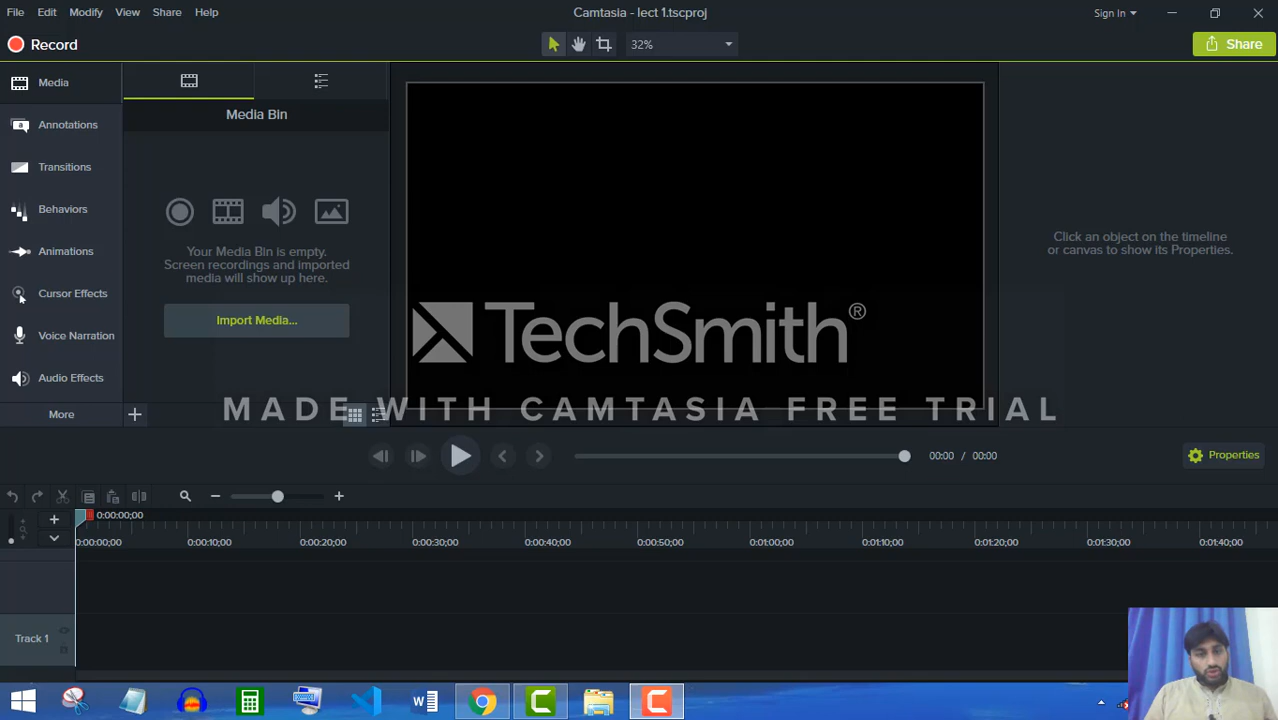 File Edit Modify View Share Help
Camtasia - lect 1.tscproj
Sign In
Record
32%
Share
Media
Annotations
Transitions
Behaviors
Animations
Cursor Effects
Voice Narration
Audio Effects
More
Media Bin
Your Media Bin is empty.
Screen recordings and imported
media will show up here.
Import Media...
TechSmith®
MADE WITH CAMTASIA FREE TRIAL
Click an object on the timeline
or canvas to show its Properties.
00:00 / 00:00
Properties
0:00:00;00
0:00:00;00 0:00:10;00 0:00:20;00 0:00:30;00 0:00:40;00 0:00:50;00 0:01:00;00 0:01:10;00 0:01:20;00 0:01:30;00 0:01:40;00
Track 1